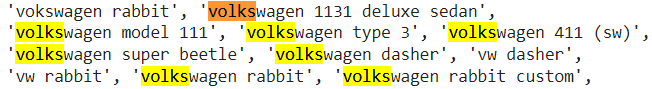 'vokswagen rabbit', 'volkswagen 1131 deluxe sedan',
'volkswagen model 111', 'volkswagen type 3', 'volkswagen 411 (sw)',
'volkswagen super beetle', 'volkswagen dasher', 'vw dasher',
'vw rabbit', 'volkswagen rabbit', 'volkswagen rabbit custom',